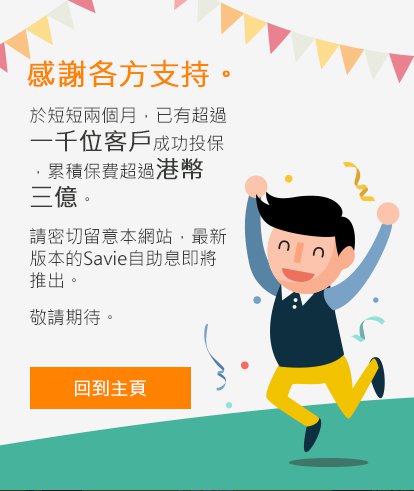 感謝各方支持。
於短短兩個月，已有超過
一千位客戶成功投保
，累積保費超過港幣
三億。
請密切留意本網站，最新
版本的Savie自助息即將
推出。
敬請期待。
回到主頁